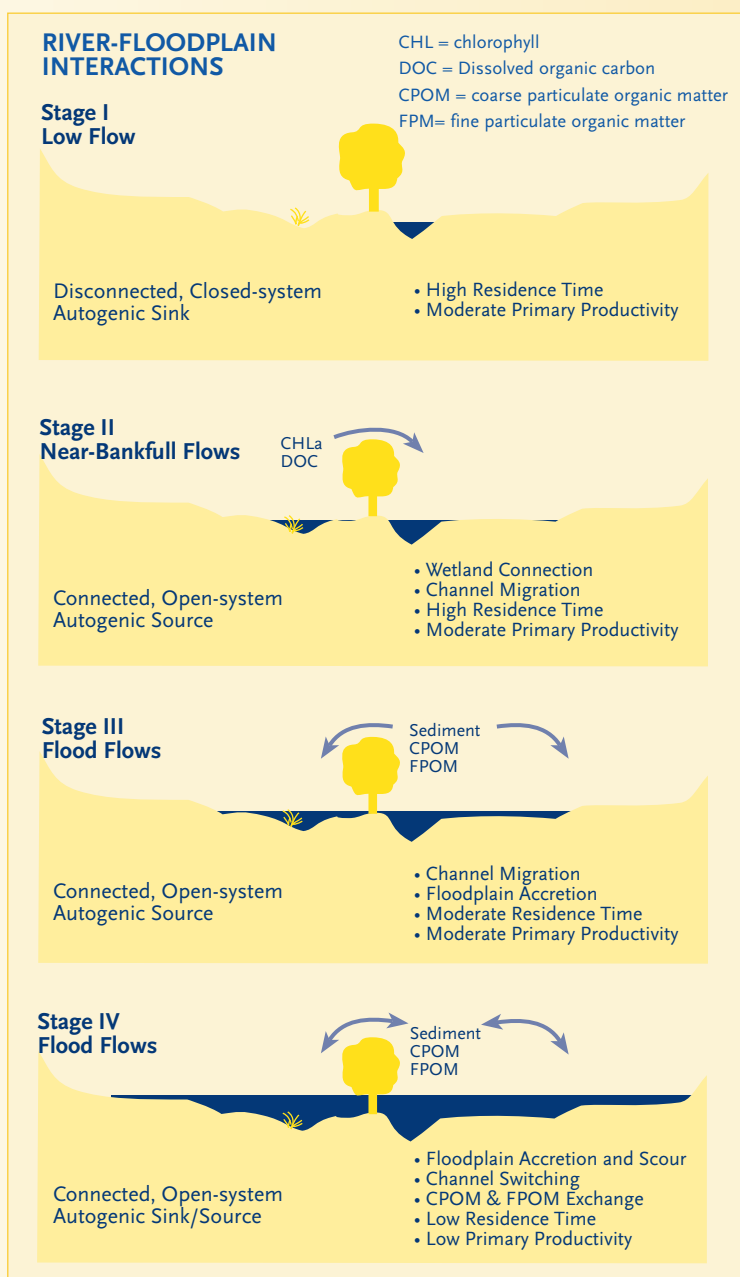 RIVER-FLOODPLAIN
INTERACTIONS
CHL = chlorophyll
DOC = Dissolved organic carbon
CPOM = coarse particulate organic matter
FPM= fine particulate organic matter
Stage I
Low Flow
Disconnected, Closed-system
Autogenic Sink
• High Residence Time
• Moderate Primary Productivity
Stage II
Near-Bankfull Flows
CHLa
DOC
Connected, Open-system
Autogenic Source
• Wetland Connection
• Channel Migration
• High Residence Time
• Moderate Primary Productivity
Stage III
Flood Flows
Sediment
CPOM
FPOM
Connected, Open-system
Autogenic Source
• Channel Migration
• Floodplain Accretion
• Moderate Residence Time
• Moderate Primary Productivity
Stage IV
Flood Flows
Sediment
CPOM
FPOM
Connected, Open-system
Autogenic Sink/Source
• Floodplain Accretion and Scour
• Channel Switching
• CPOM & FPOM Exchange
• Low Residence Time
• Low Primary Productivity